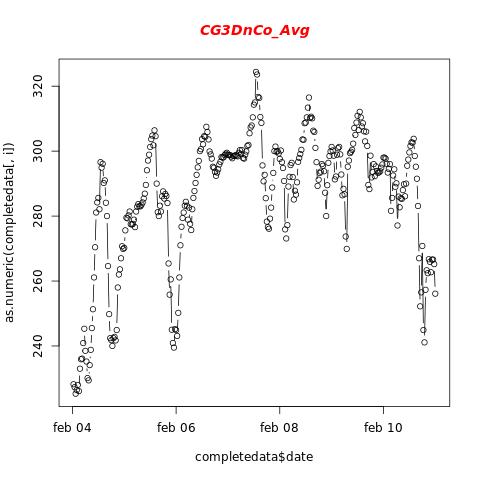 CG3DnCo_Avg
as.numeric(completedata[, i])
320
300
280
260
240
feb 04 feb 06 feb 08 feb 10
completedata$date